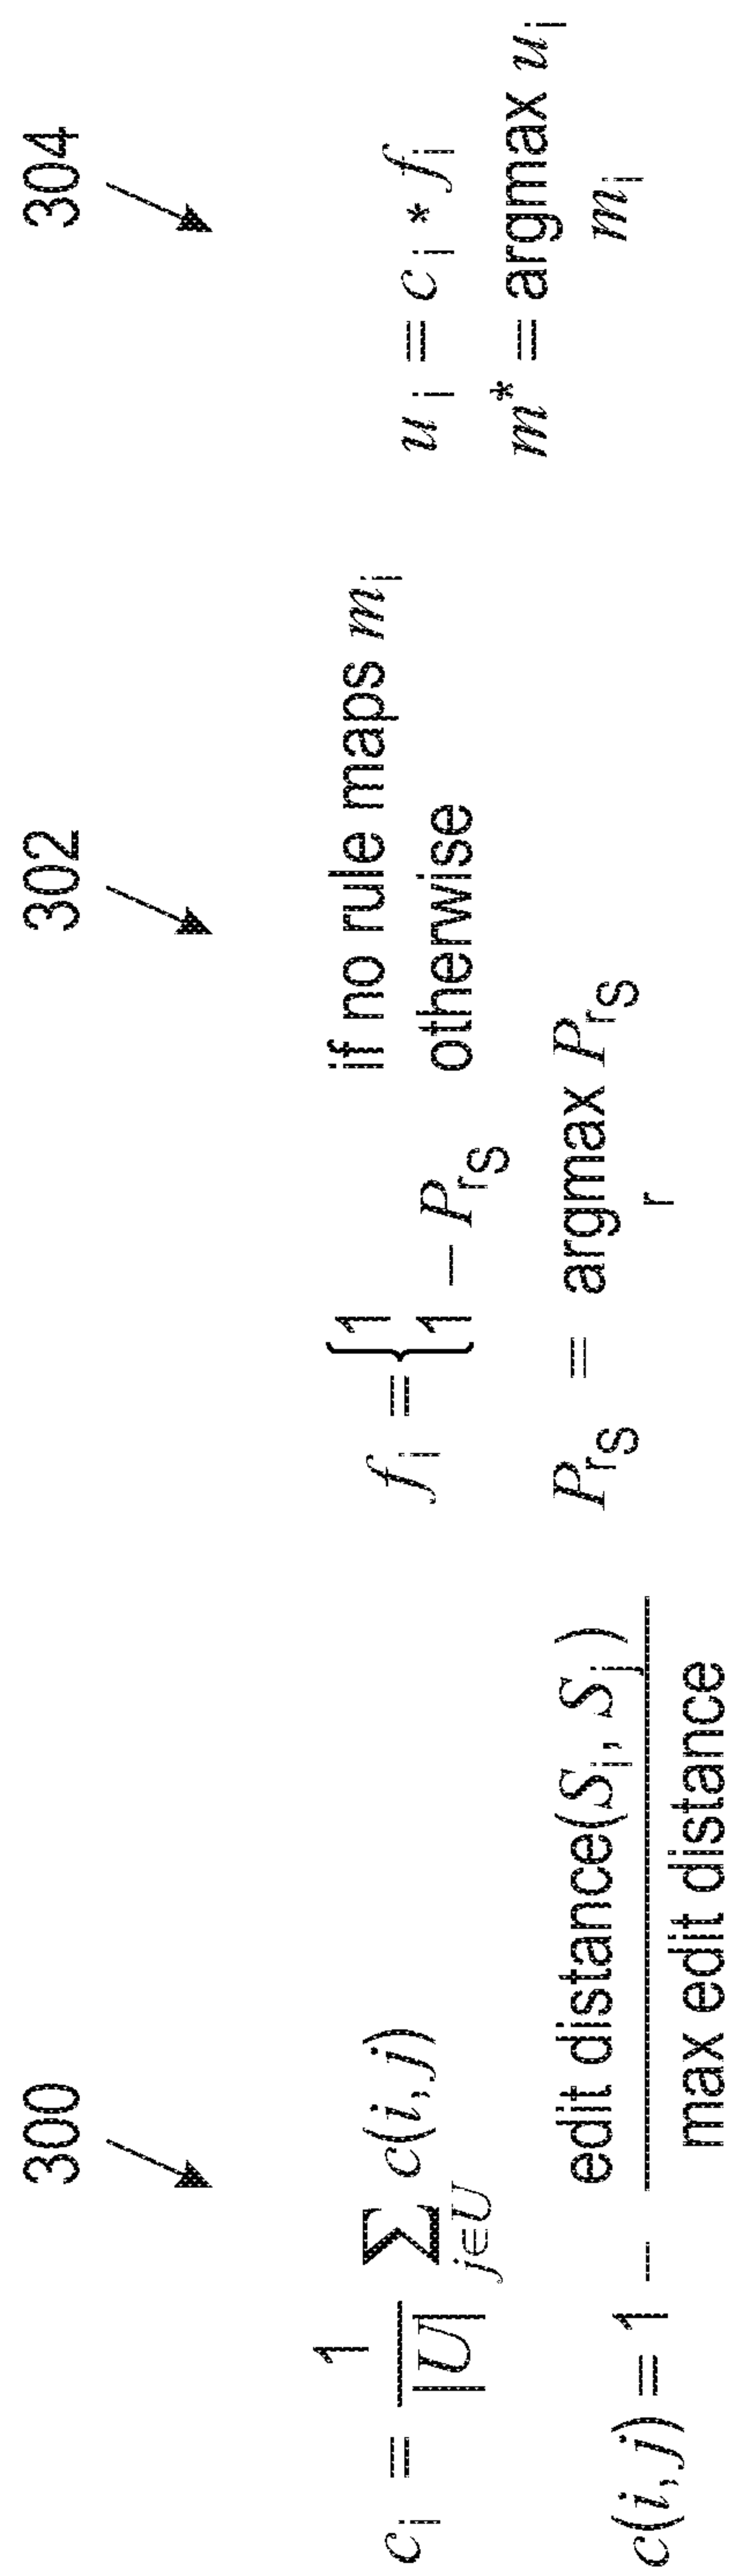 300
c_i = 1/|U| ∑_{j∈U} c(i, j)
c(i, j) = 1 − edit distance(S_i, S_j) / max edit distance
302
f_i = { 1 if no rule maps m_i
1 − P_{r_S} otherwise
P_{r_S} = argmax_r P_{r_S}
304
u_i = c_i * f_i
m* = argmax_{m_i} u_i